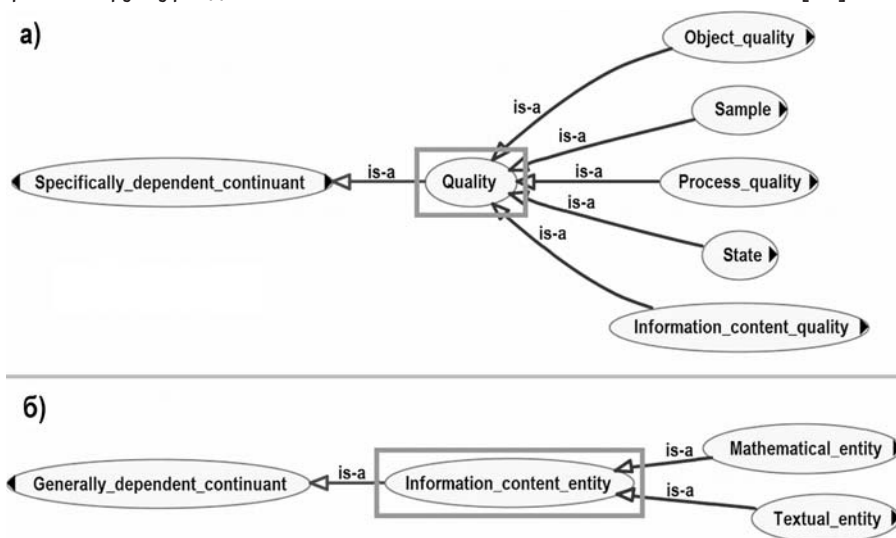 а)
Object_quality
is-a
Sample
is-a
Specifically_dependent_continuant
is-a
Quality
is-a
Process_quality
is-a
State
is-a
Information_content_quality
б)
Mathematical_entity
is-a
Generally_dependent_continuant
is-a
Information_content_entity
is-a
Textual_entity